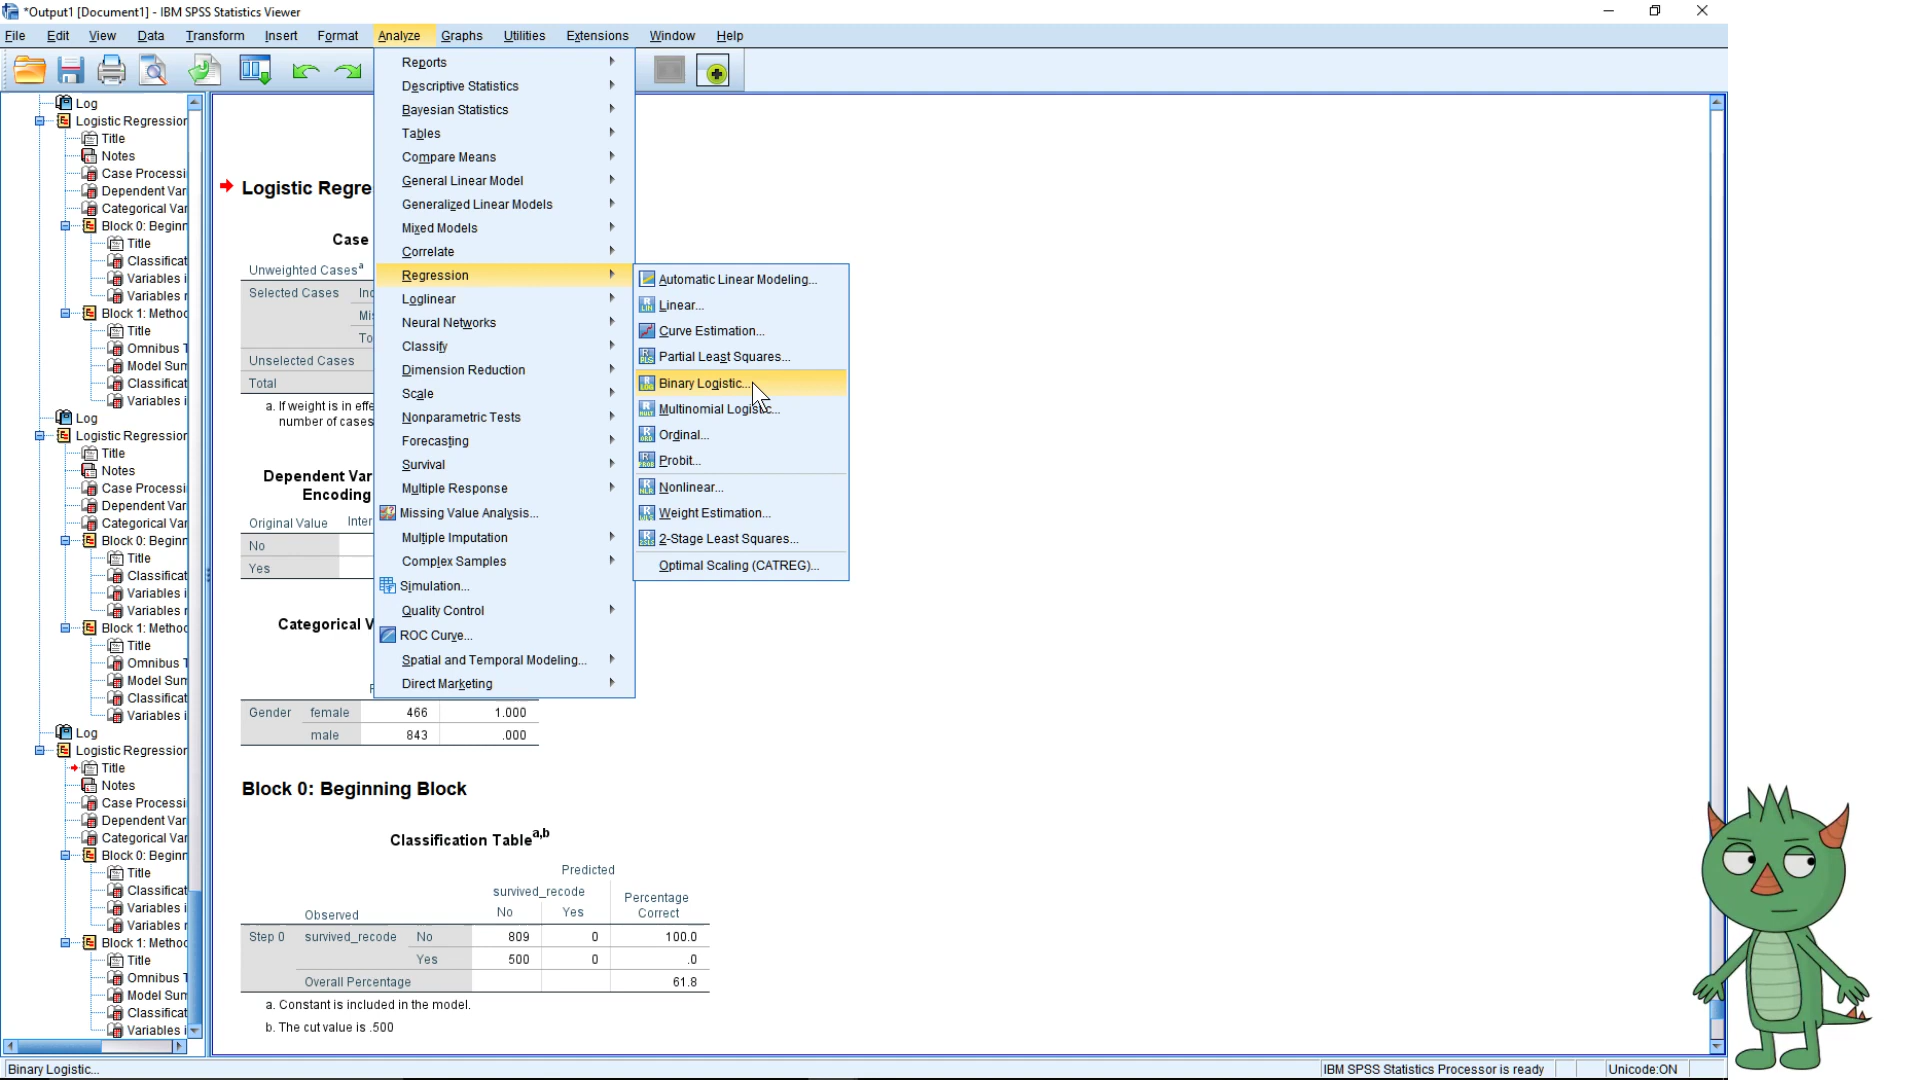 *Output1 [Document1] - IBM SPSS Statistics Viewer
File Edit View Data Transform Insert Format Analyze Graphs Utilities Extensions Window Help
Log
Logistic Regression
Title
Notes
Case Processi
Dependent Var
Categorical Var
Block 0: Beginn
Title
Classificat
Variables i
Variables r
Block 1: Method
Title
Omnibus T
Model Sum
Classificat
Variables i
Log
Logistic Regression
Title
Notes
Case Processi
Dependent Var
Categorical Var
Block 0: Beginn
Title
Classificat
Variables i
Variables r
Block 1: Method
Title
Omnibus T
Model Sum
Classificat
Variables i
Log
Logistic Regression
Title
Notes
Case Processi
Dependent Var
Categorical Var
Block 0: Beginn
Title
Classificat
Variables i
Variables r
Block 1: Method
Title
Omnibus T
Model Sum
Classificat
Variables i
Reports
Descriptive Statistics
Bayesian Statistics
Tables
Compare Means
General Linear Model
Generalized Linear Models
Mixed Models
Correlate
Regression
Loglinear
Neural Networks
Classify
Dimension Reduction
Scale
Nonparametric Tests
Forecasting
Survival
Multiple Response
Missing Value Analysis...
Multiple Imputation
Complex Samples
Simulation...
Quality Control
ROC Curve...
Spatial and Temporal Modeling...
Direct Marketing
Automatic Linear Modeling...
Linear...
Curve Estimation...
Partial Least Squares...
Binary Logistic...
Multinomial Logistic...
Ordinal...
Probit...
Nonlinear...
Weight Estimation...
2-Stage Least Squares...
Optimal Scaling (CATREG)...
Logistic Regre
Case
Unweighted Casesa
Selected Cases Inc
Mis
To
Unselected Cases
Total
a. If weight is in effe
number of cases
Dependent Var
Encoding
Original Value Inter
No
Yes
Categorical V
Gender female 466 1.000
male 843 .000
Block 0: Beginning Block
Classification Tablea,b
Predicted
survived_recode Percentage
Observed No Yes Correct
Step 0 survived_recode No 809 0 100.0
Yes 500 0 .0
Overall Percentage 61.8
a. Constant is included in the model.
b. The cut value is .500
Binary Logistic...
IBM SPSS Statistics Processor is ready
Unicode:ON